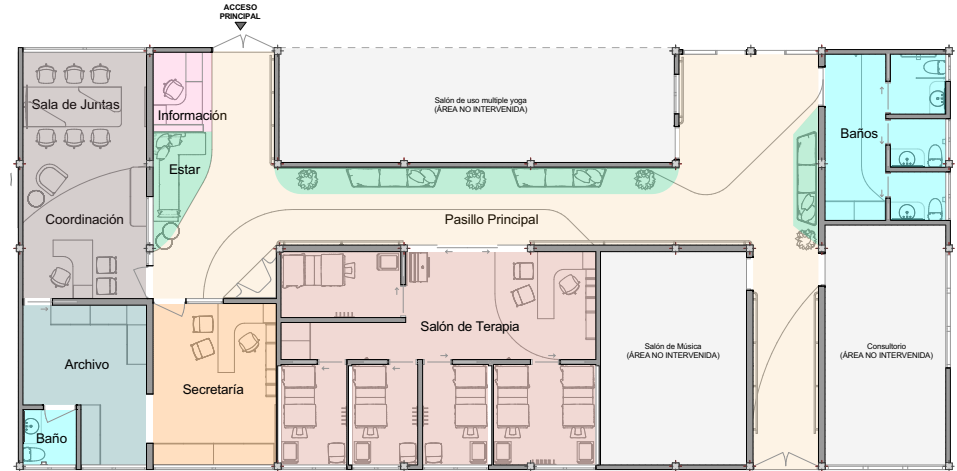 ACCESO
PRINCIPAL
Sala de Juntas
Información
Salón de uso multiple yoga
(ÁREA NO INTERVENIDA)
Baños
Estar
Coordinación
Pasillo Principal
Salón de Terapia
Salón de Música
(ÁREA NO INTERVENIDA)
Consultorio
(ÁREA NO INTERVENIDA)
Archivo
Secretaría
Baño